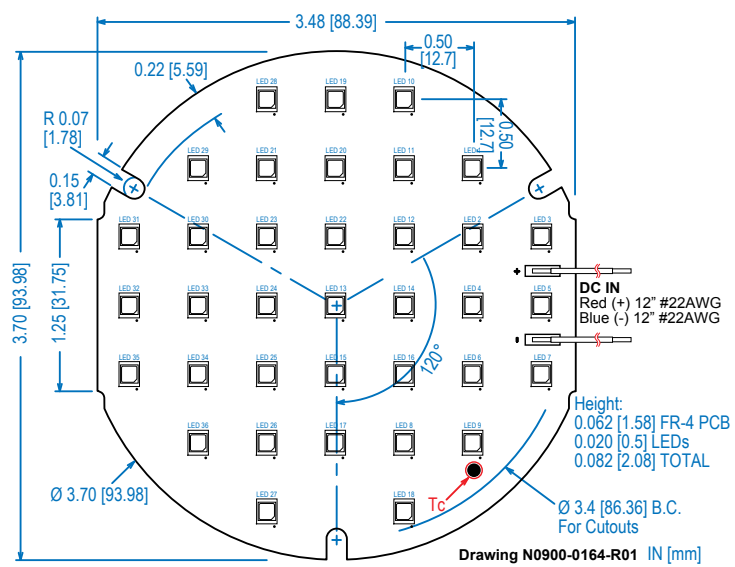 3.48 [88.39]
0.50
[12.7]
0.22 [5.59]
LED 28
LED 19
LED 10
R 0.07
[1.78]
0.50
[12.7]
LED 29
LED 21
LED 20
LED 11
0.15
[3.81]
LED 31
LED 30
LED 23
LED 22
LED 12
LED 2
LED 3
+
DC IN
Red (+) 12” #22AWG
Blue (-) 12” #22AWG
LED 32
LED 33
LED 24
LED 13
LED 14
LED 4
LED 5
3.70 [93.98]
1.25 [31.75]
-
120°
LED 35
LED 34
LED 25
LED 15
LED 16
LED 6
LED 7
Height:
0.062 [1.58] FR-4 PCB
0.020 [0.5] LEDs
0.082 [2.08] TOTAL
LED 36
LED 26
LED 17
LED 8
LED 9
Tc
Ø 3.70 [93.98]
LED 27
LED 18
Ø 3.4 [86.36] B.C.
For Cutouts
Drawing N0900-0164-R01 IN [mm]